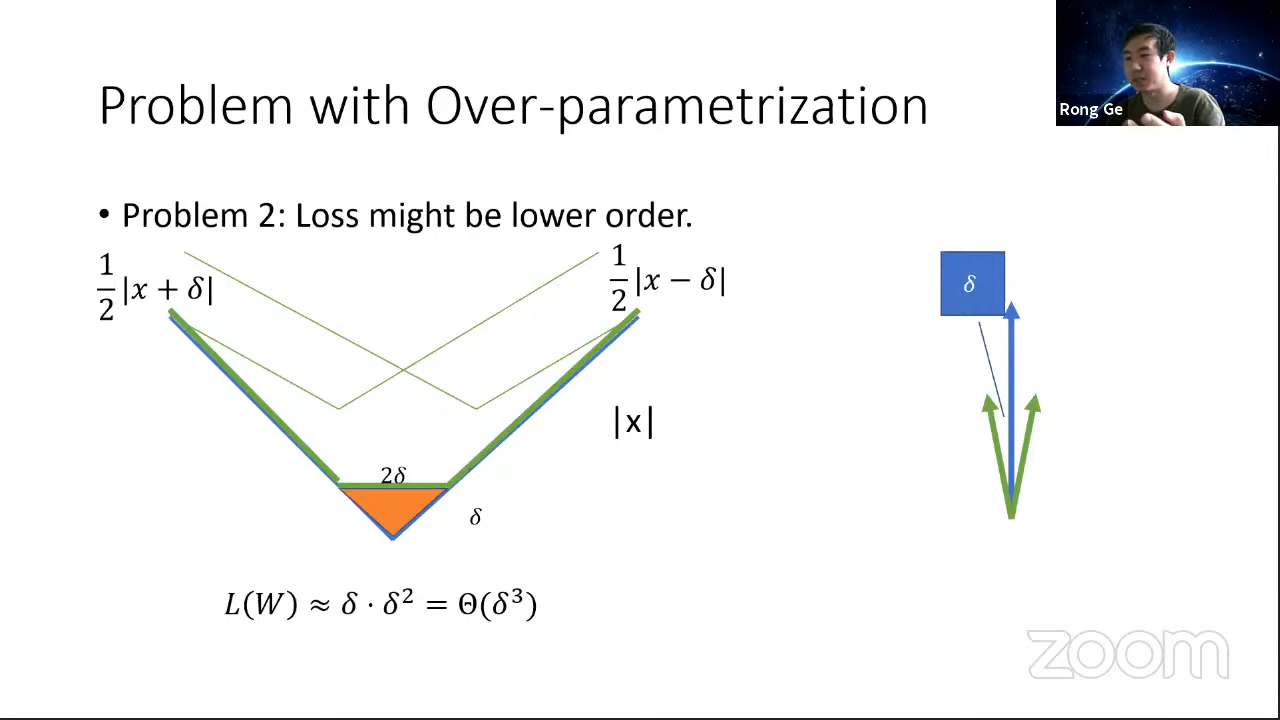 Rong Ge
Problem with Over-parametrization
• Problem 2: Loss might be lower order.
1/2 |x + δ|
1/2 |x − δ|
δ
|x|
2δ
δ
L(W) ≈ δ · δ² = Θ(δ³)
zoom